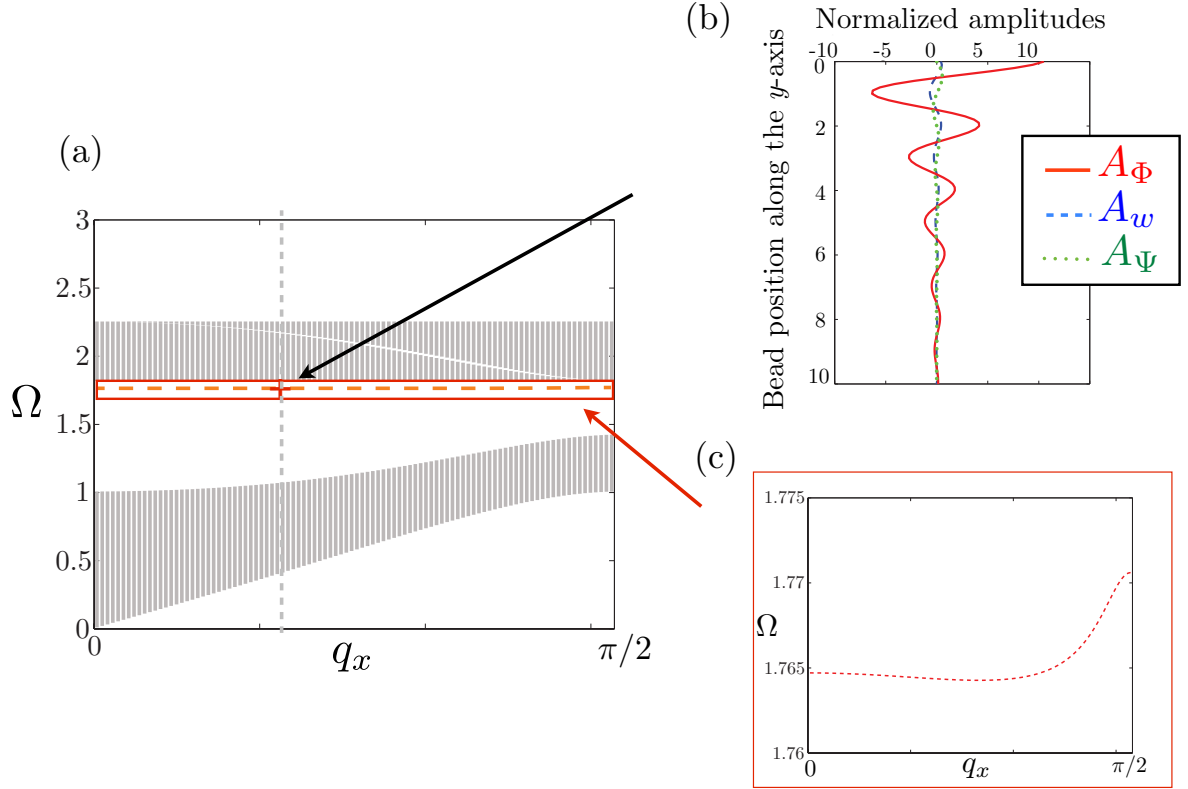 (a)
3
2.5
2
1.5
1
0.5
0
Ω
0
q_x
π/2
(b)
Normalized amplitudes
-10 -5 0 5 10
Bead position along the y-axis
0
2
4
6
8
10
A_Φ
A_w
A_Ψ
(c)
1.775
1.77
1.765
1.76
Ω
0
q_x
π/2